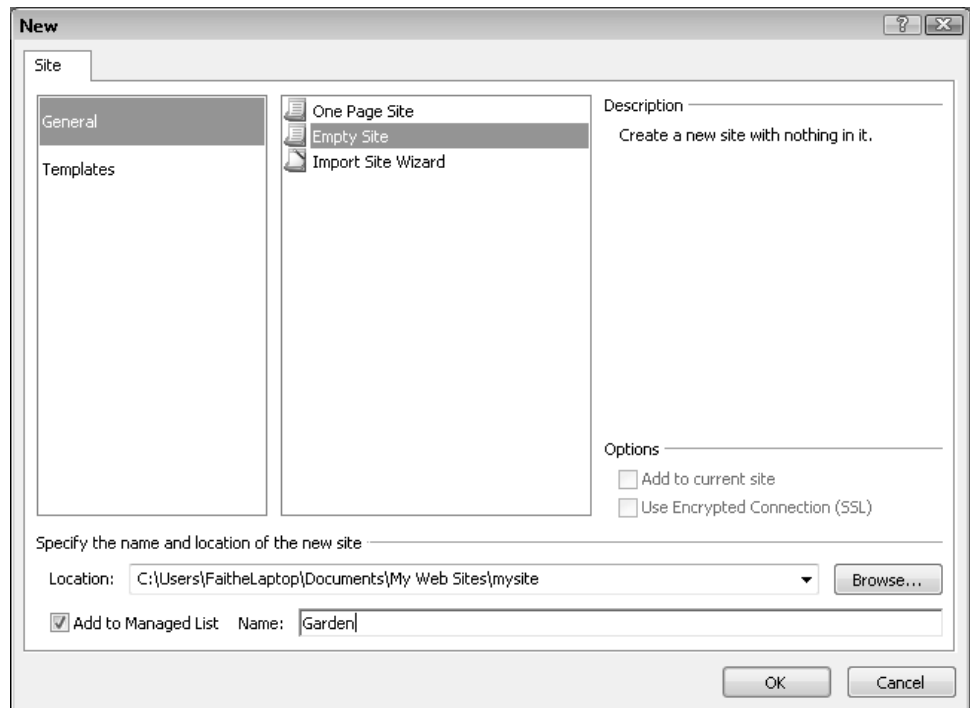 New
Site
General
Templates
One Page Site
Empty Site
Import Site Wizard
Description
Create a new site with nothing in it.
Options
Add to current site
Use Encrypted Connection (SSL)
Specify the name and location of the new site
Location: C:\Users\FaitheLaptop\Documents\My Web Sites\mysite Browse...
Add to Managed List Name: Garden
OK Cancel